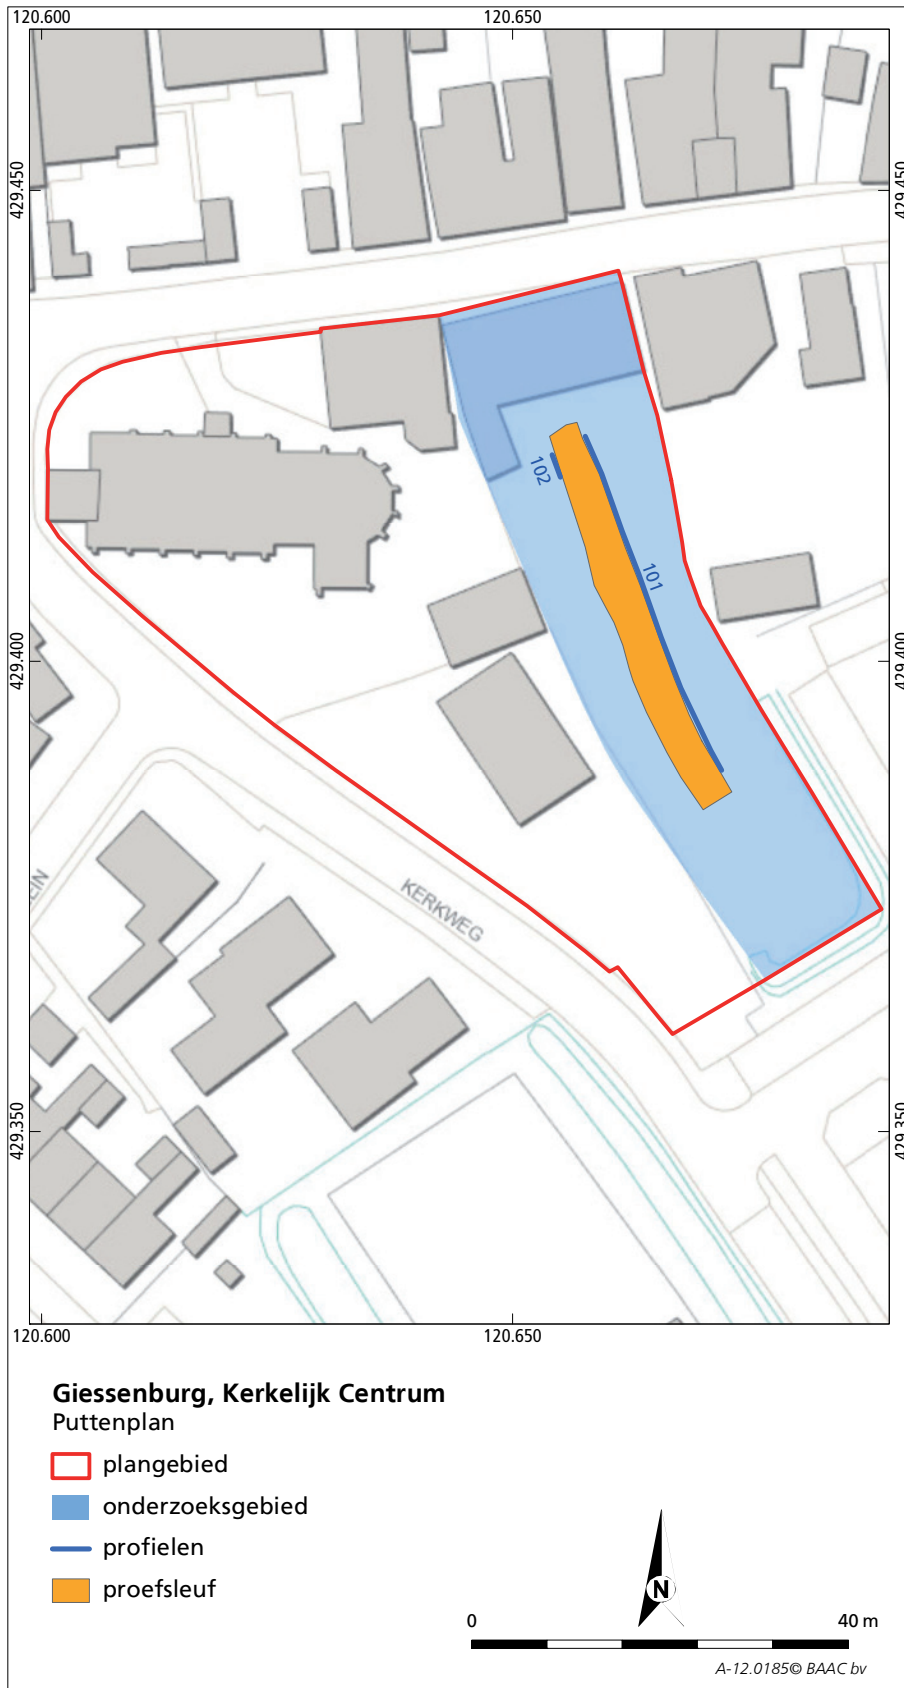 120.600
120.650
429.450
429.450
102
101
429.400
429.400
KERKWEG
LEIN
429.350
429.350
120.600
120.650
Giessenburg, Kerkelijk Centrum
Puttenplan
plangebied
onderzoeksgebied
profielen
proefsleuf
N
0
40 m
A-12.0185© BAAC bv